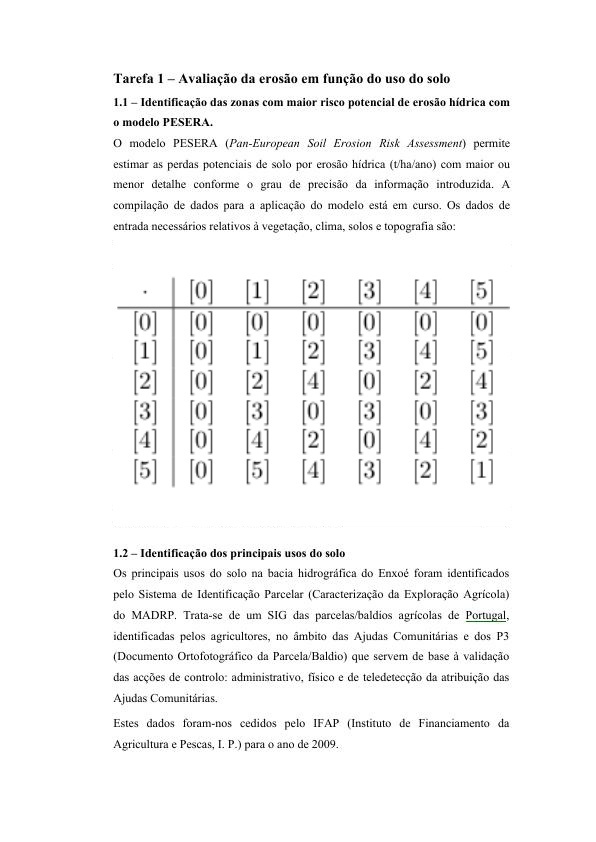 Tarefa 1 – Avaliação da erosão em função do uso do solo
1.1 – Identificação das zonas com maior risco potencial de erosão hídrica com
o modelo PESERA.
O modelo PESERA (Pan-European Soil Erosion Risk Assessment) permite
estimar as perdas potenciais de solo por erosão hídrica (t/ha/ano) com maior ou
menor detalhe conforme o grau de precisão da informação introduzida. A
compilação de dados para a aplicação do modelo está em curso. Os dados de
entrada necessários relativos à vegetação, clima, solos e topografia são:
· [0] [1] [2] [3] [4] [5]
[0] [0] [0] [0] [0] [0] [0]
[1] [0] [1] [2] [3] [4] [5]
[2] [0] [2] [4] [0] [2] [4]
[3] [0] [3] [0] [3] [0] [3]
[4] [0] [4] [2] [0] [4] [2]
[5] [0] [5] [4] [3] [2] [1]
1.2 – Identificação dos principais usos do solo
Os principais usos do solo na bacia hidrográfica do Enxoé foram identificados
pelo Sistema de Identificação Parcelar (Caracterização da Exploração Agrícola)
do MADRP. Trata-se de um SIG das parcelas/baldios agrícolas de Portugal,
identificadas pelos agricultores, no âmbito das Ajudas Comunitárias e dos P3
(Documento Ortofotográfico da Parcela/Baldio) que servem de base à validação
das acções de controlo: administrativo, físico e de teledetecção da atribuição das
Ajudas Comunitárias.
Estes dados foram-nos cedidos pelo IFAP (Instituto de Financiamento da
Agricultura e Pescas, I. P.) para o ano de 2009.